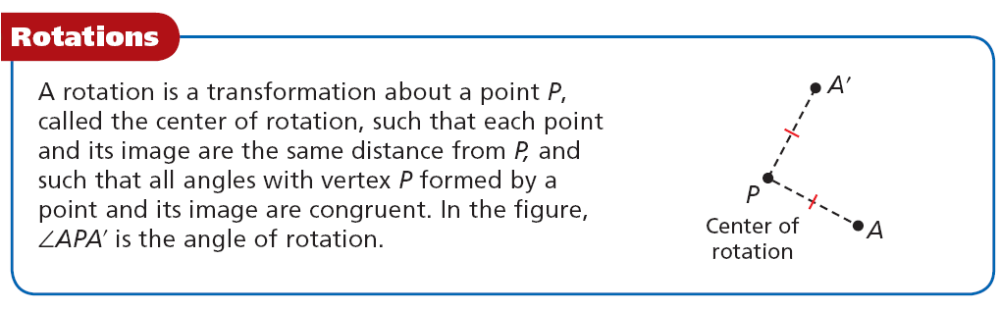 Rotations
A rotation is a transformation about a point P,
called the center of rotation, such that each point
and its image are the same distance from P, and
such that all angles with vertex P formed by a
point and its image are congruent. In the figure,
∠APA′ is the angle of rotation.
A′
P
A
Center of
rotation